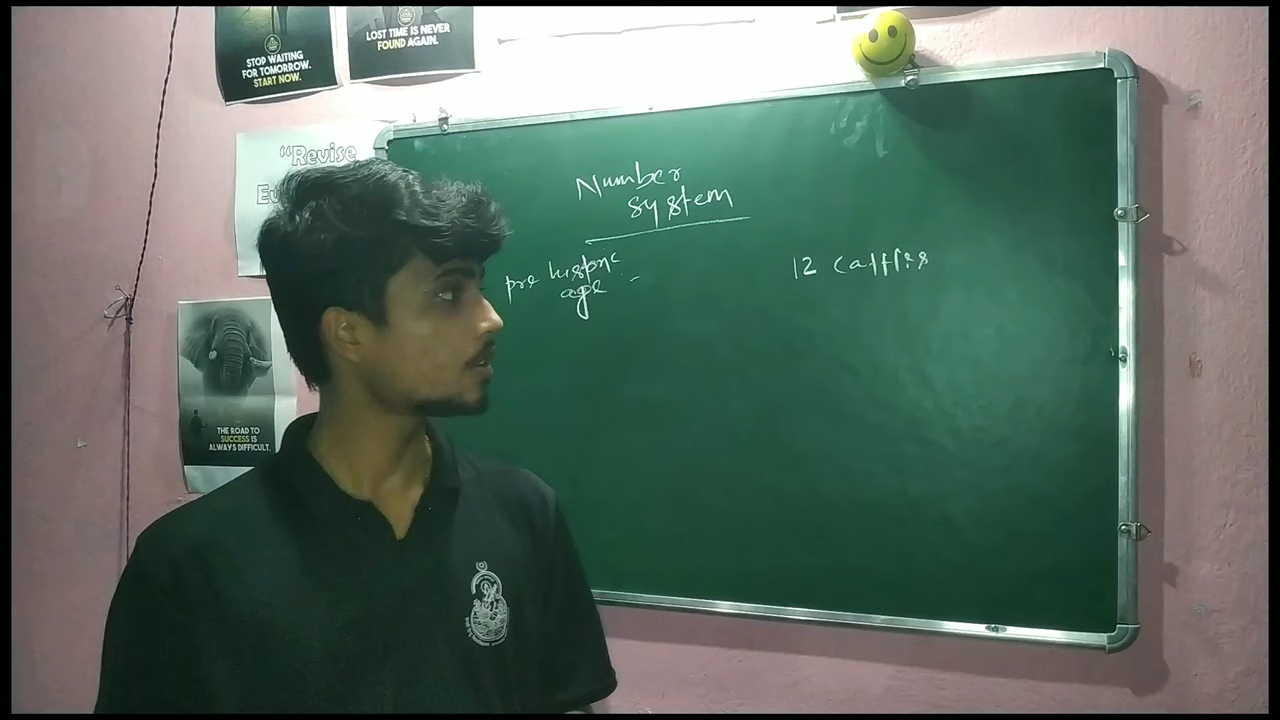 STOP WAITING
FOR TOMORROW.
START NOW.
LOST TIME IS NEVER
FOUND AGAIN.
"Revise
Number
system
pre historic
age :-
12 cattles
THE ROAD TO
SUCCESS IS
ALWAYS DIFFICULT.